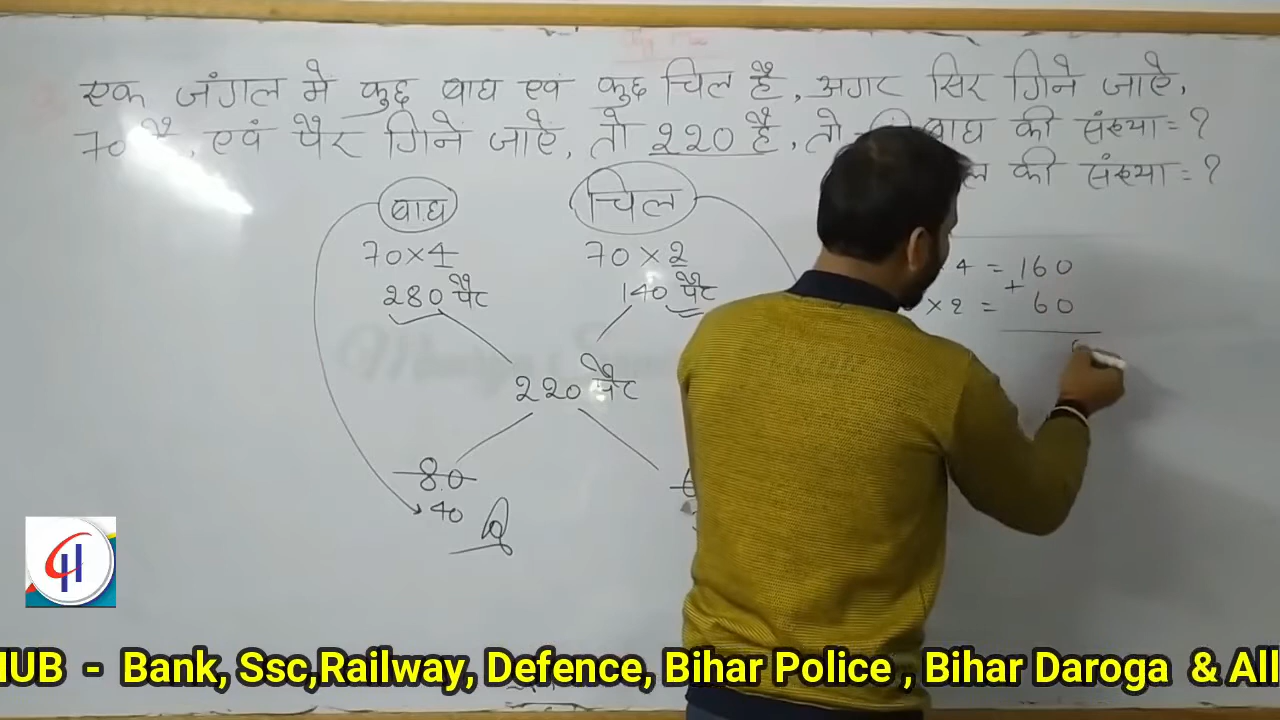 एक जंगल मे कुछ बाघ एवं कुछ चिल है, अगर सिर गिने जाऐ,
70 है, एवं पैर गिने जाऐ, तो 220 है, तो बाघ की संख्या = ?
ल की संख्या = ?
बाघ चिल
70 × 4 70 × 2
280 पैर 140 पैर
220 पैर
80
40
4 = 160
+
× 2 = 60
CH
HUB - Bank, Ssc,Railway, Defence, Bihar Police , Bihar Daroga & All